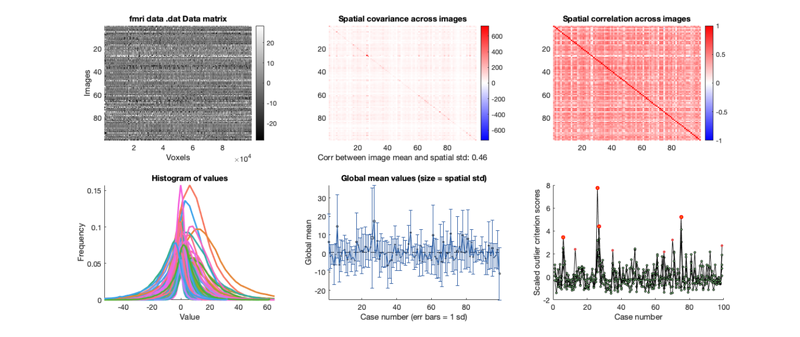 fmri data .dat Data matrix
Images
20
40
60
80
2 4 6 8
Voxels
×10⁴
20
10
0
-10
-20
Spatial covariance across images
20
40
60
80
20 40 60 80
Corr between image mean and spatial std: 0.46
600
400
200
0
-200
-400
-600
Spatial correlation across images
20
40
60
80
20 40 60 80
1
0.5
0
-0.5
-1
Histogram of values
Frequency
0.15
0.1
0.05
0
-40 -20 0 20 40 60
Value
Global mean values (size = spatial std)
Global mean
30
20
10
0
-10
-20
20 40 60 80
Case number (err bars = 1 sd)
Scaled outlier criterion scores
8
6
4
2
0
-2
0 20 40 60 80 100
Case number